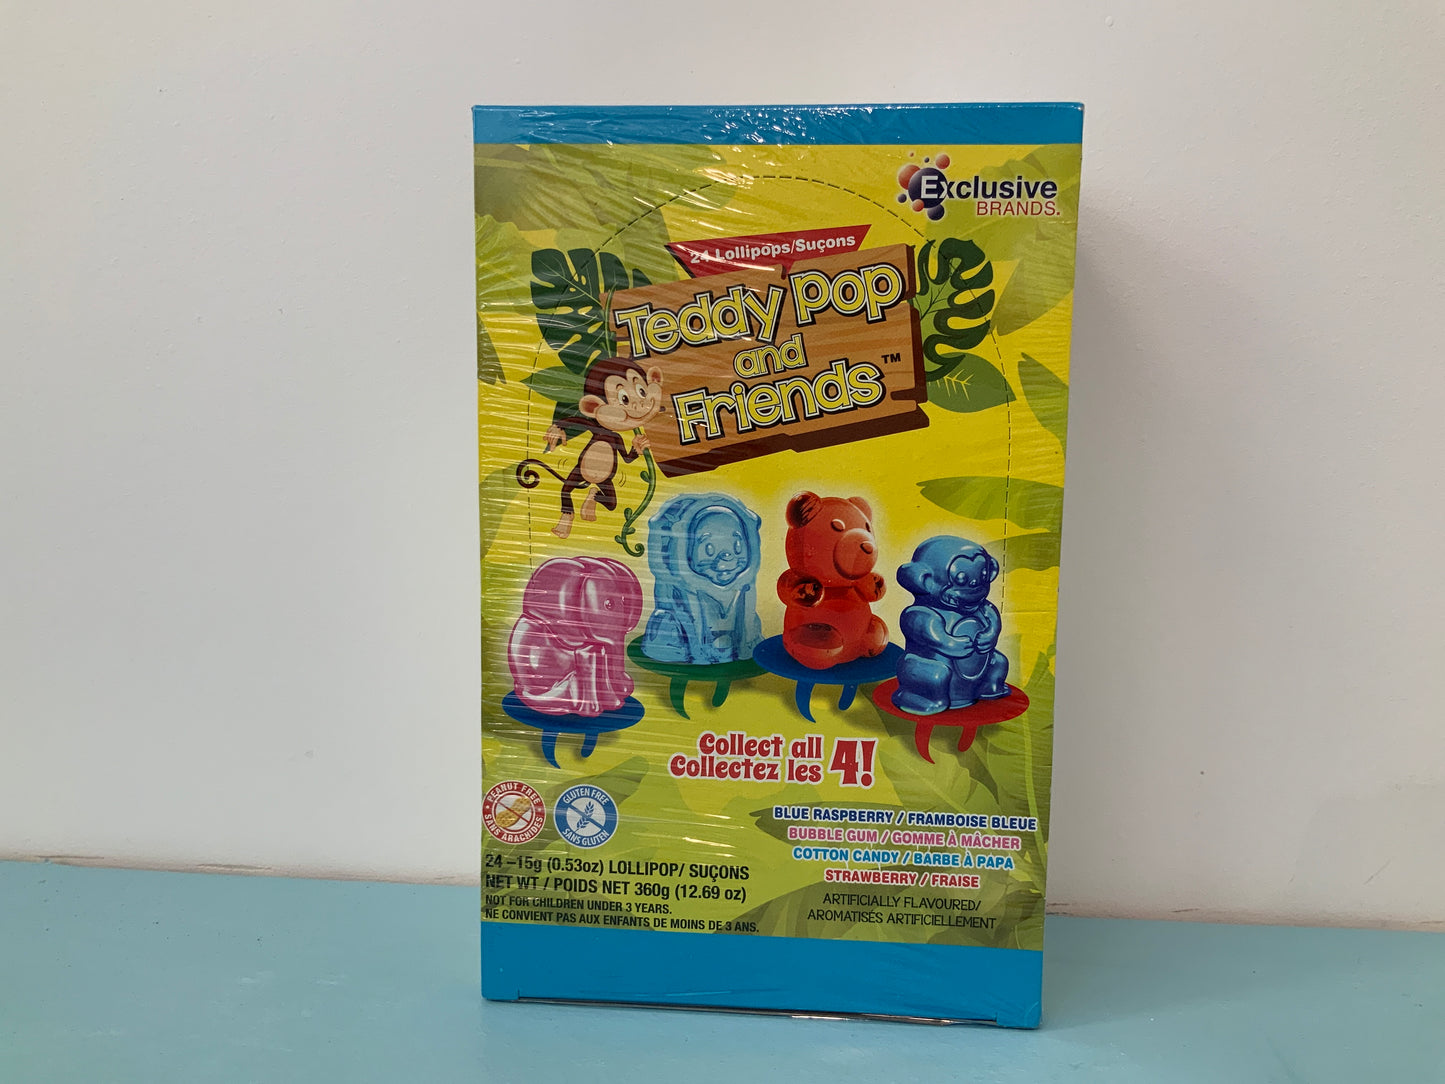 Exclusive
BRANDS.
24 Lollipops/Suçons
Teddy Pop
and
Friends™
Collect all
Collectez les 4!
PEANUT FREE
SANS ARACHIDES
GLUTEN FREE
SANS GLUTEN
BLUE RASPBERRY / FRAMBOISE BLEUE
BUBBLE GUM / GOMME À MÂCHER
COTTON CANDY / BARBE À PAPA
STRAWBERRY / FRAISE
ARTIFICIALLY FLAVOURED/
AROMATISÉS ARTIFICIELLEMENT
24 –15g (0.53oz) LOLLIPOP/ SUÇONS
NET WT / POIDS NET 360g (12.69 oz)
NOT FOR CHILDREN UNDER 3 YEARS.
NE CONVIENT PAS AUX ENFANTS DE MOINS DE 3 ANS.